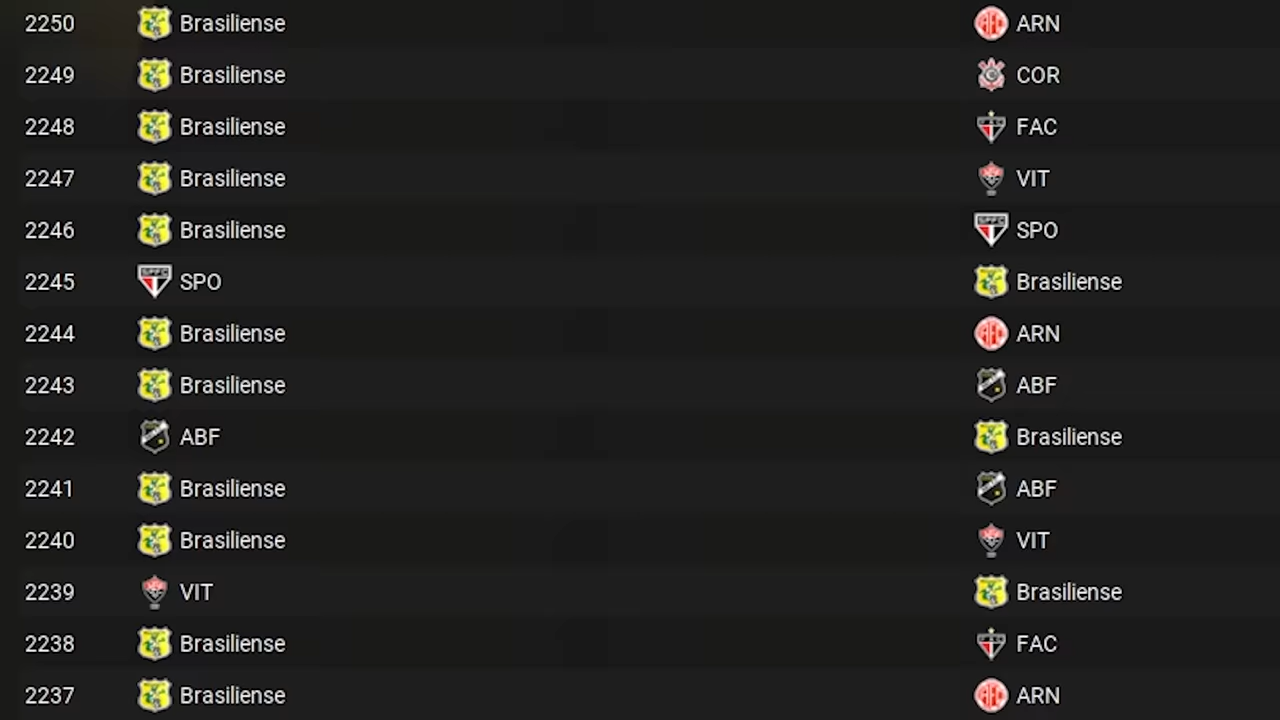 2250 Brasiliense ARN
2249 Brasiliense COR
2248 Brasiliense FAC
2247 Brasiliense VIT
2246 Brasiliense SPO
2245 SPO Brasiliense
2244 Brasiliense ARN
2243 Brasiliense ABF
2242 ABF Brasiliense
2241 Brasiliense ABF
2240 Brasiliense VIT
2239 VIT Brasiliense
2238 Brasiliense FAC
2237 Brasiliense ARN